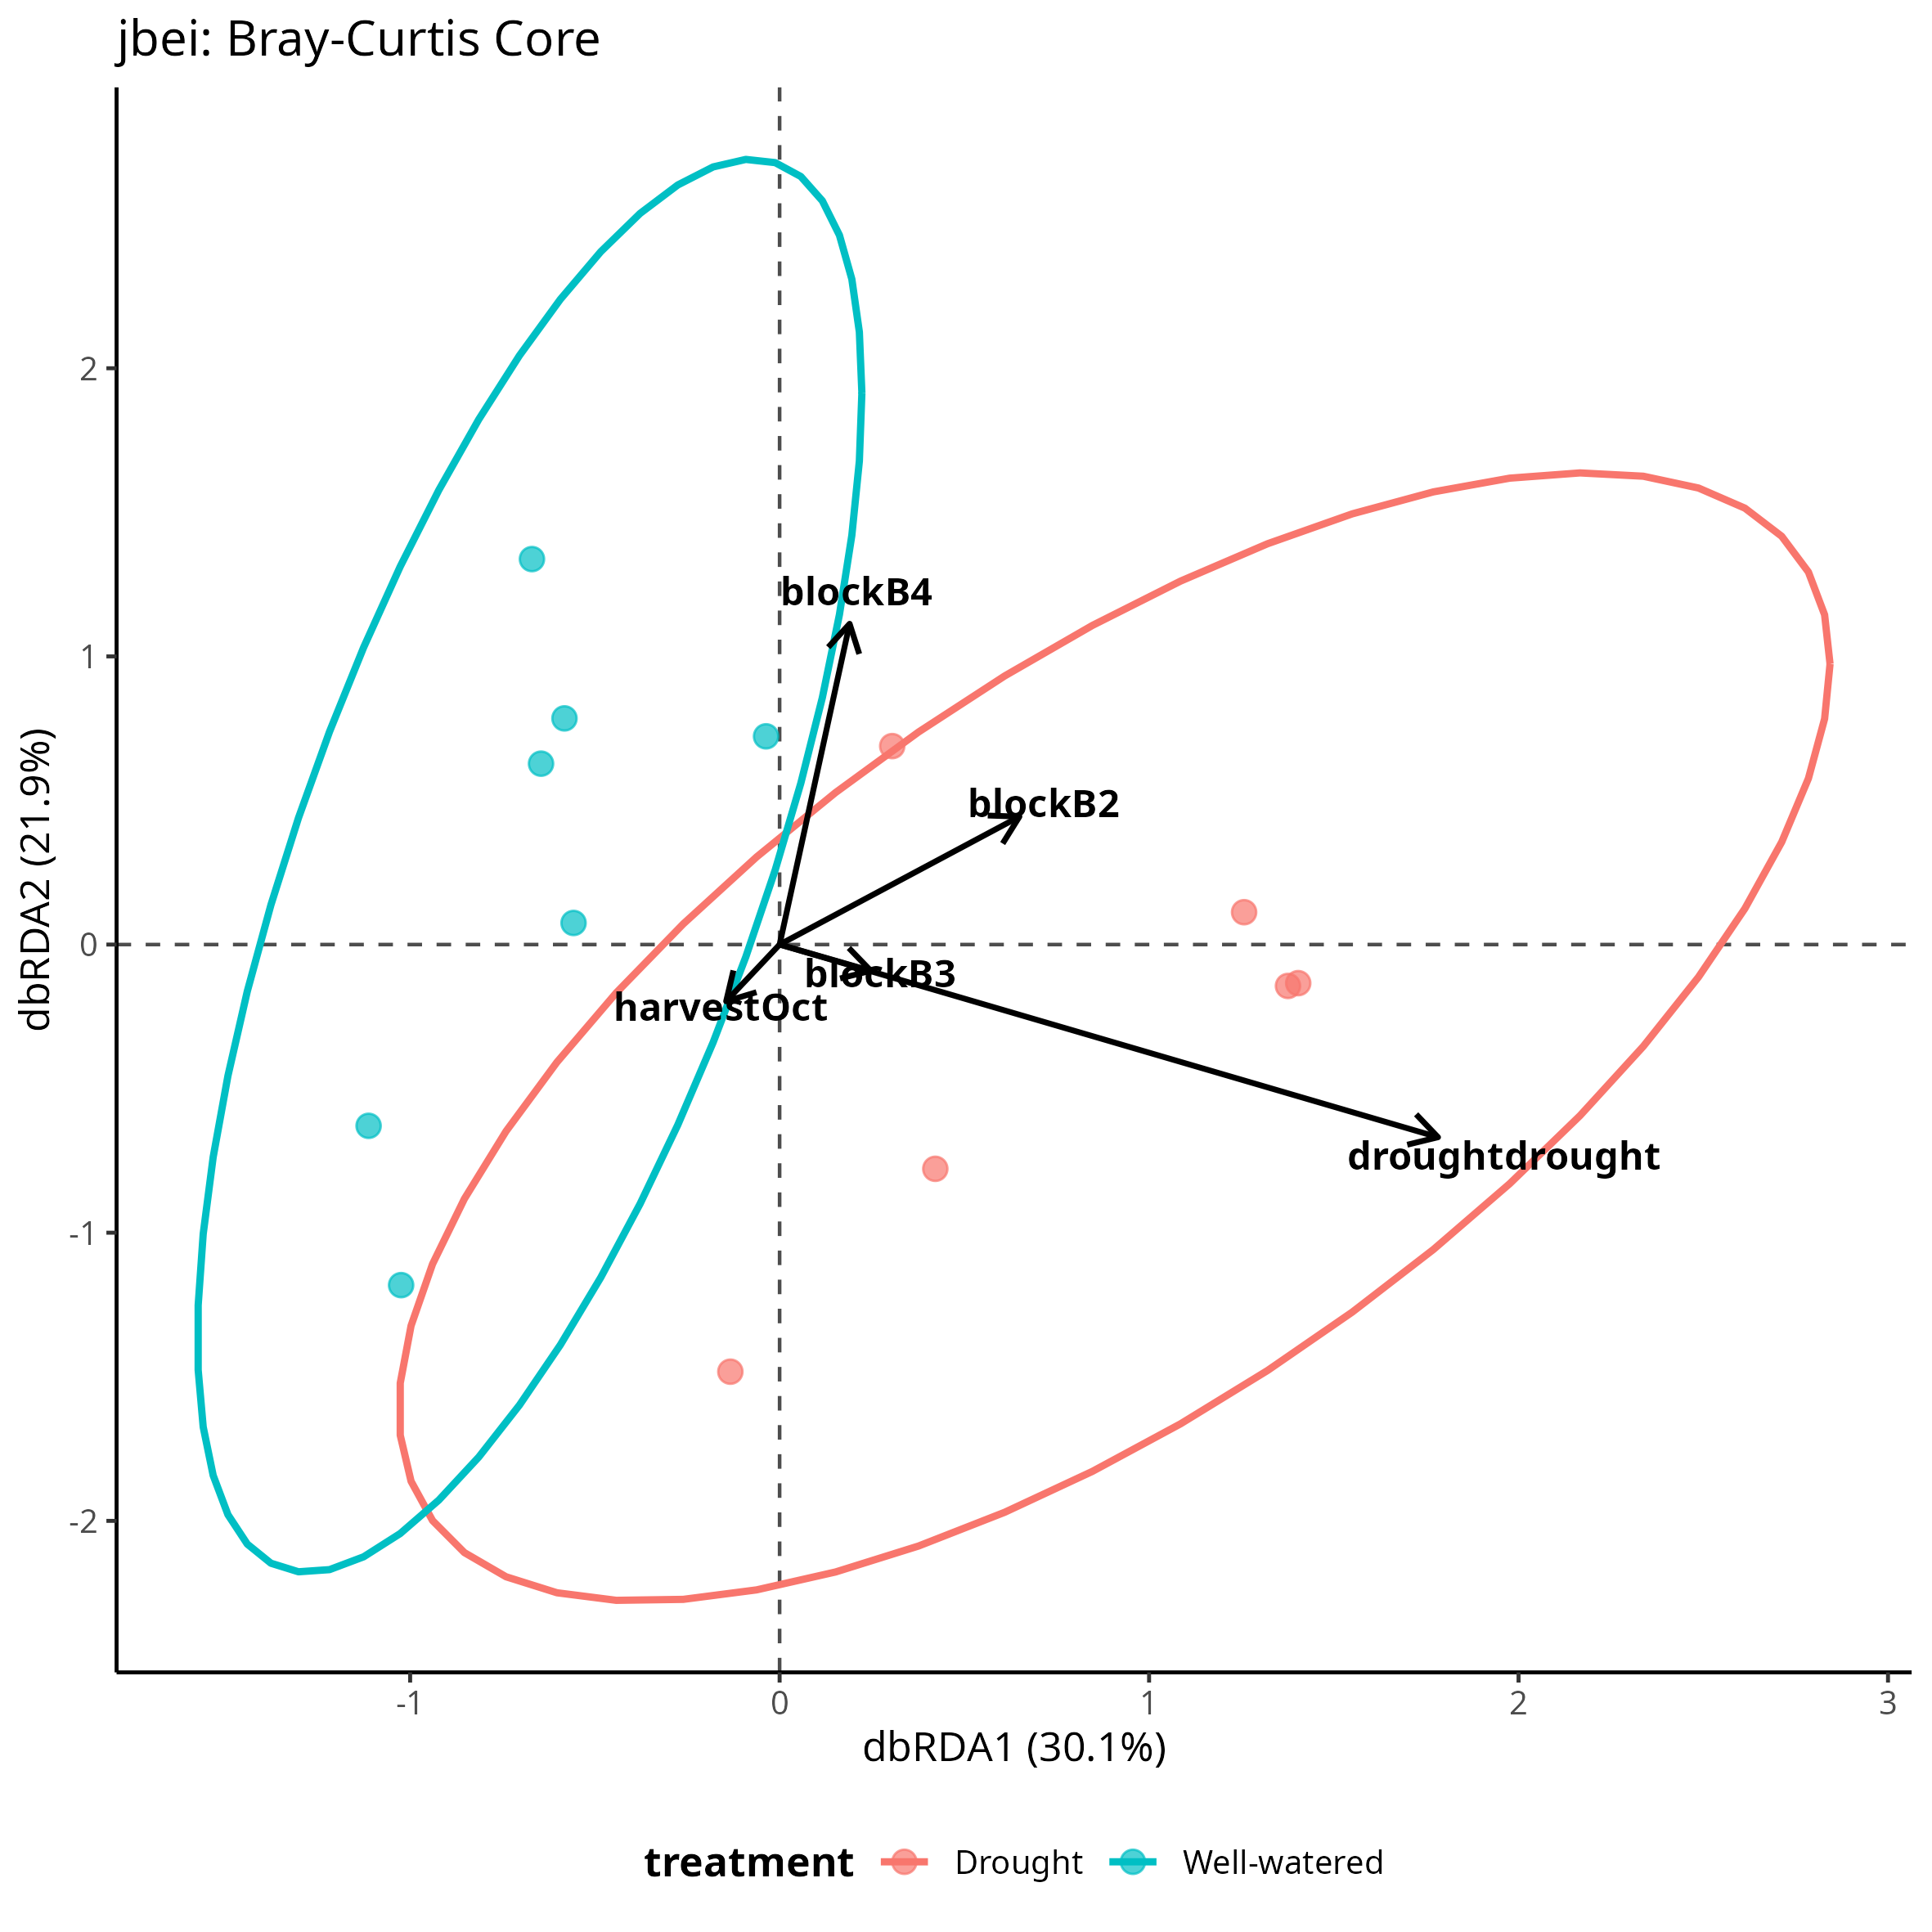 jbei: Bray-Curtis Core
dbRDA2 (21.9%)
2
1
0
-1
-2
blockB4
blockB2
blockB3
harvestOct
droughtdrought
-1
0
1
2
3
dbRDA1 (30.1%)
treatment Drought Well-watered